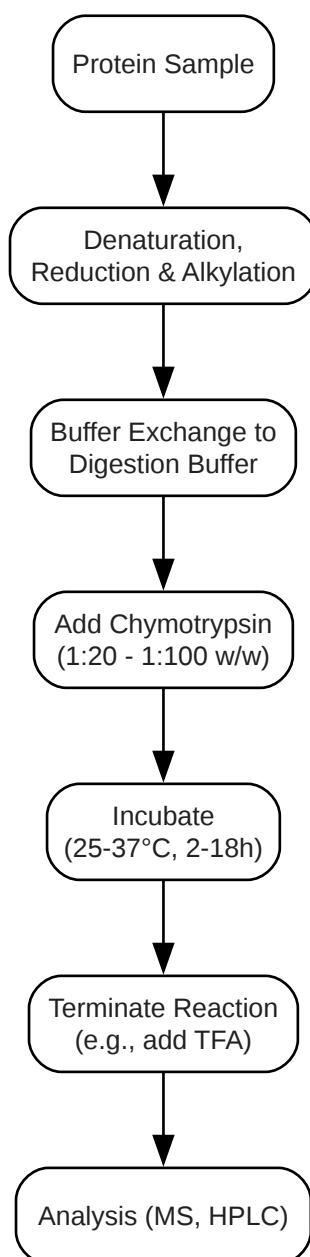 Protein Sample
Denaturation,
Reduction & Alkylation
Buffer Exchange to
Digestion Buffer
Add Chymotrypsin
(1:20 - 1:100 w/w)
Incubate
(25-37°C, 2-18h)
Terminate Reaction
(e.g., add TFA)
Analysis (MS, HPLC)